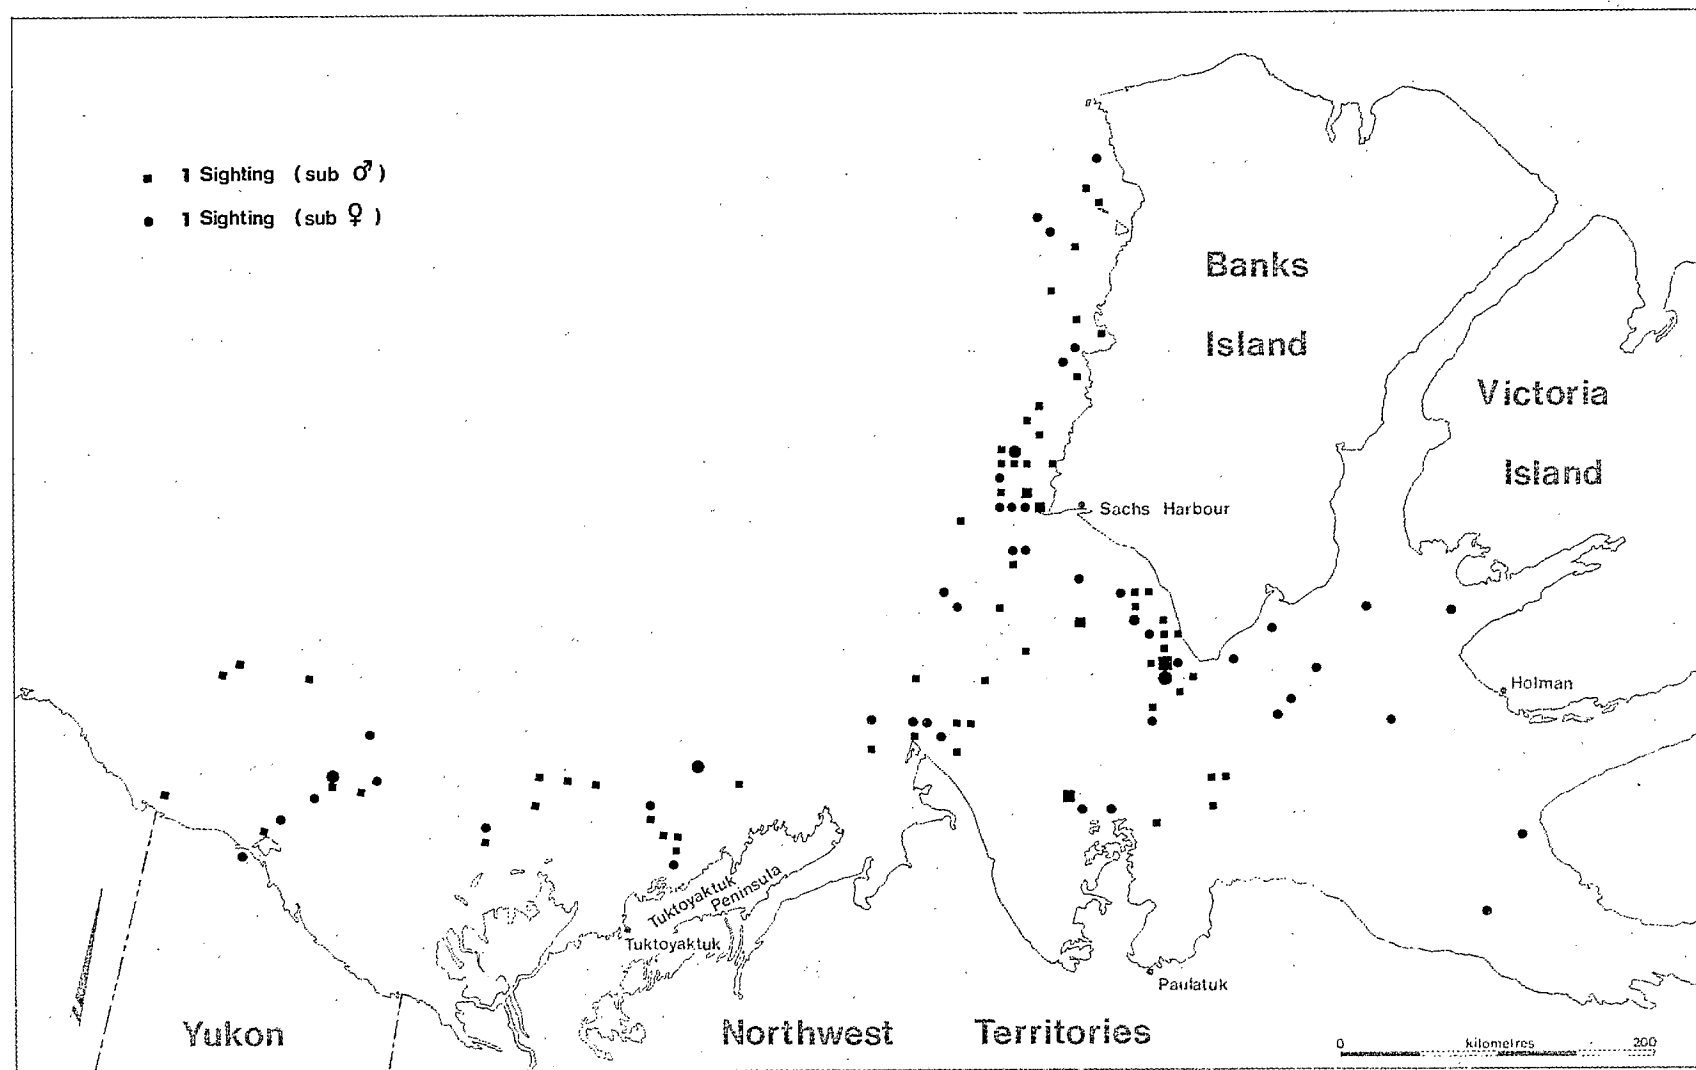 1 Sighting (sub ♂)
1 Sighting (sub ♀)
Banks
Island
Victoria
Island
Sachs Harbour
Holman
Tuktoyaktuk
Peninsula
Tuktoyaktuk
Paulatuk
Yukon
Northwest Territories
0 kilometres 200